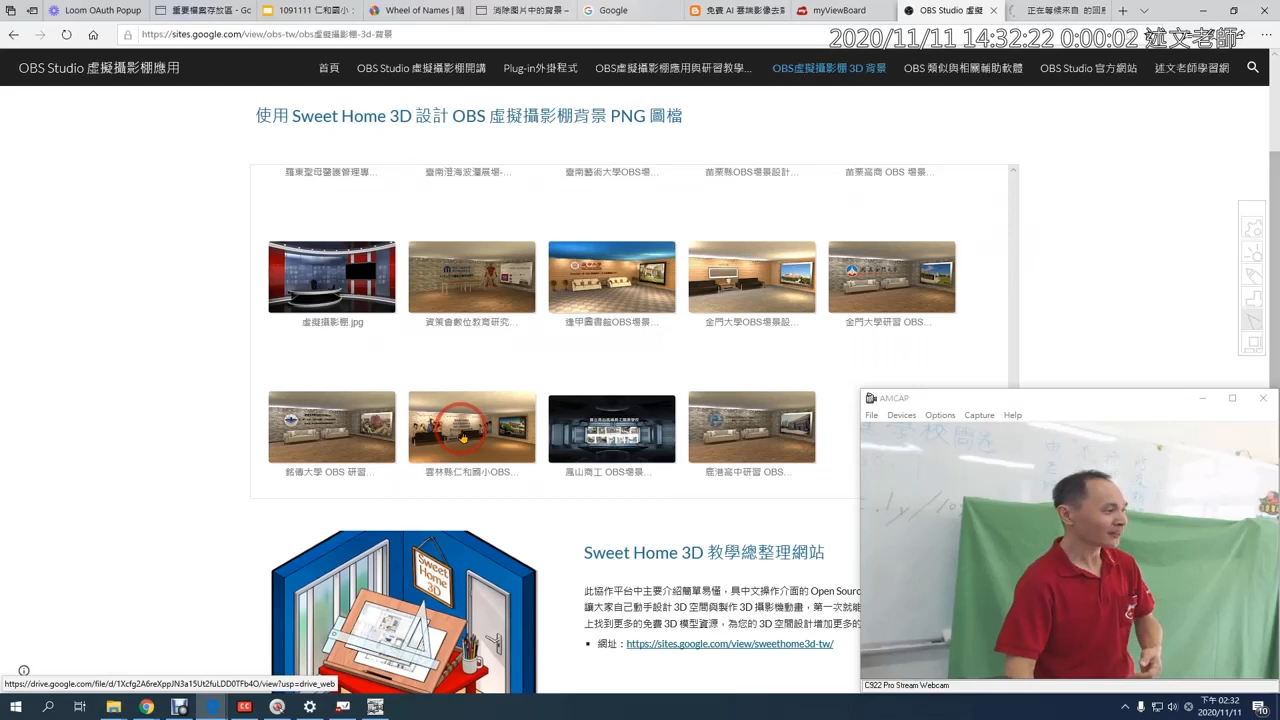 Loom OAuth Popup
重要檔案存放區 - Go
1091111 仁和國小 :
Wheel of Names | 隨
消除图片中的背景 –
Google
免費 AI 雲端影像去
myViewBoard
OBS Studio 虛擬
正在等候來自 的回應
https://sites.google.com/view/obs-tw/obs虛擬攝影棚-3d-背景
2020/11/11 14:32:22 0:00:02 述文老師
OBS Studio 虛擬攝影棚應用
首頁
OBS Studio 虛擬攝影棚開講
Plug-in外掛程式
OBS虛擬攝影棚應用與研習教學...
OBS虛擬攝影棚 3D 背景
OBS 類似與相關輔助軟體
OBS Studio 官方網站
述文老師學習網
使用 Sweet Home 3D 設計 OBS 虛擬攝影棚背景 PNG 圖檔
羅東聖母醫護管理專...
臺南澄海波瀾展場-...
臺南藝術大學OBS場...
苗栗縣OBS場景設計...
苗栗高商 OBS 場景...
虛擬攝影棚.jpg
資策會數位教育研究...
逢甲圖書館OBS場景...
金門大學OBS場景設...
金門大學研習 OBS...
銘傳大學 OBS 研習...
雲林縣仁和國小OBS...
鳳山商工 OBS場景...
鹿港高中研習 OBS...
AMCAP
File Devices Options Capture Help
C922 Pro Stream Webcam
Sweet Home 3D
Sweet Home 3D 教學總整理網站
此協作平台中主要介紹簡單易懂，具中文操作介面的 Open Sourc
讓大家自己動手設計 3D 空間與製作 3D 攝影機動畫，第一次就能
上找到更多的免費 3D 模型資源，為您的 3D 空間設計增加更多的
網址：https://sites.google.com/view/sweethome3d-tw/
https://drive.google.com/file/d/1Xcfg2A6reXppJN3a15Ut2fuLDD0TFb4O/view?usp=drive_web
下午 02:32
2020/11/11
10